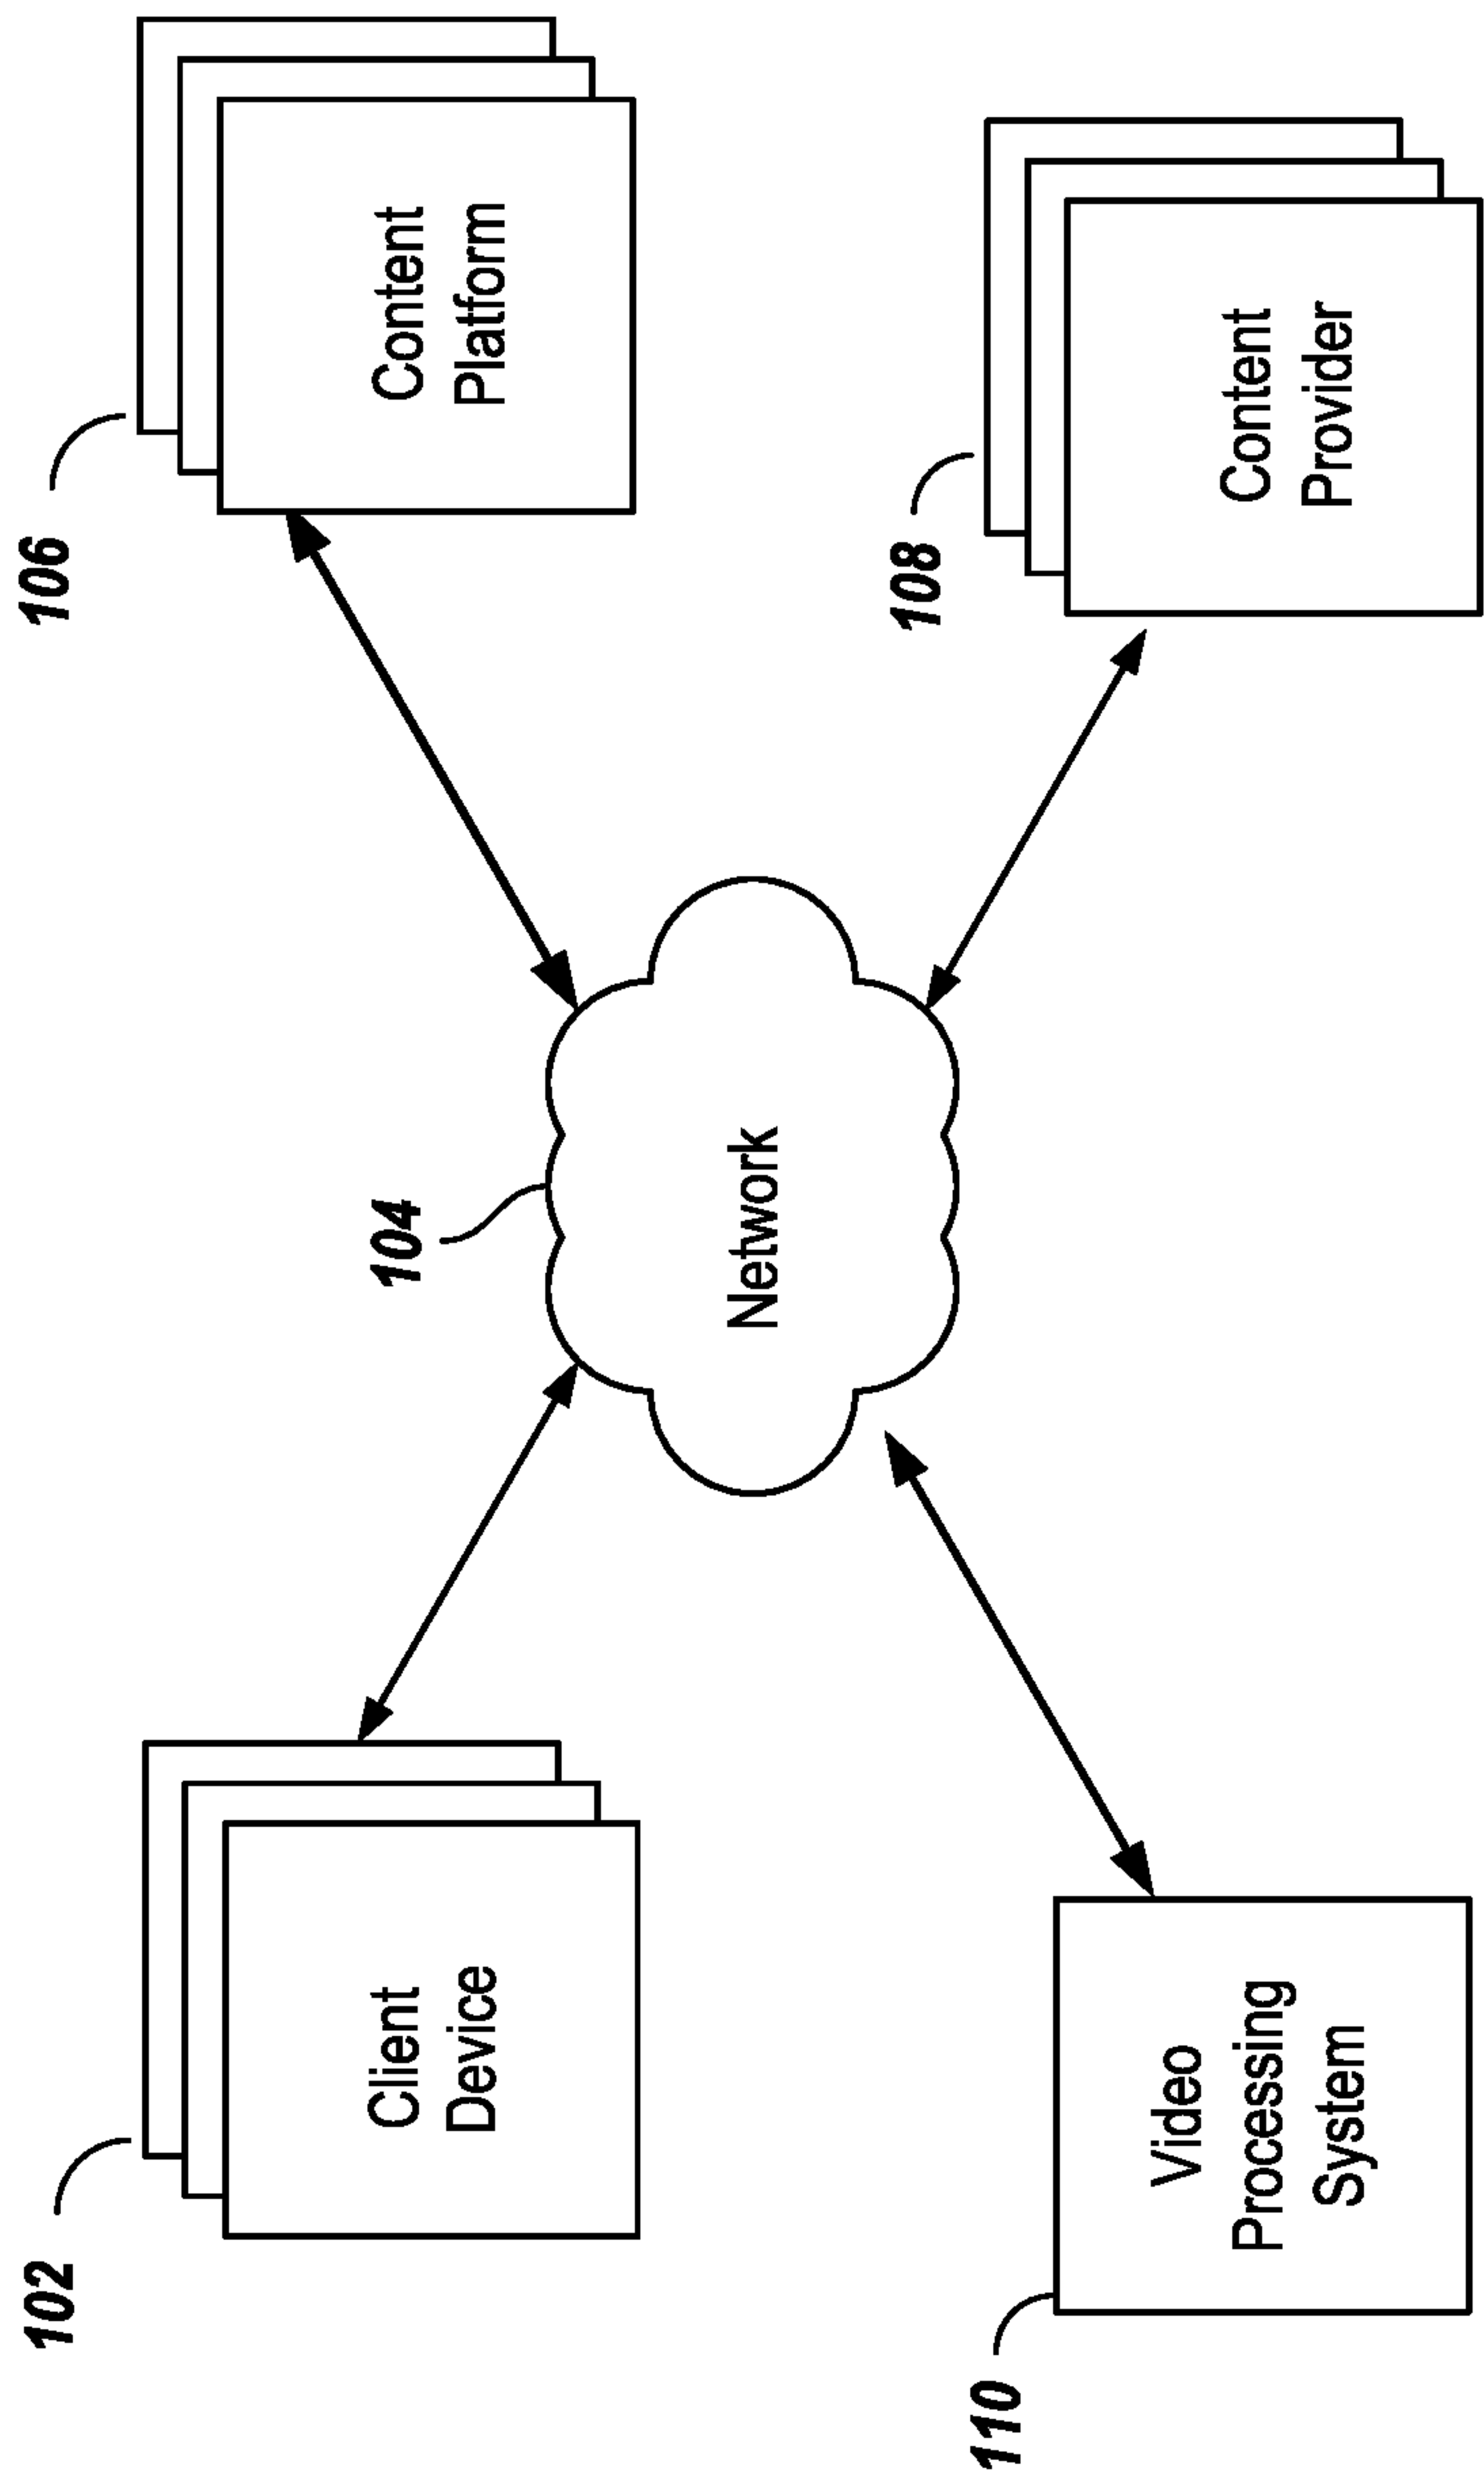 102
Client
Device
104
Network
106
Content
Platform
110
Video
Processing
System
108
Content
Provider